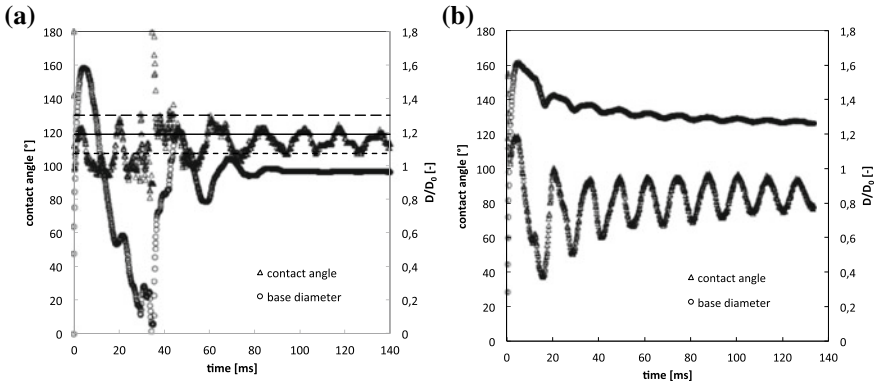 (a)
180
160
140
120
100
80
60
40
20
0
contact angle [°]
1,8
1,6
1,4
1,2
1
0,8
0,6
0,4
0,2
0
D/D0 [-]
△ contact angle
○ base diameter
0 20 40 60 80 100 120 140
time [ms]
(b)
180
160
140
120
100
80
60
40
20
0
contact angle [°]
1,8
1,6
1,4
1,2
1
0,8
0,6
0,4
0,2
0
D/D0 [-]
△ contact angle
○ base diameter
0 20 40 60 80 100 120 140
time [ms]